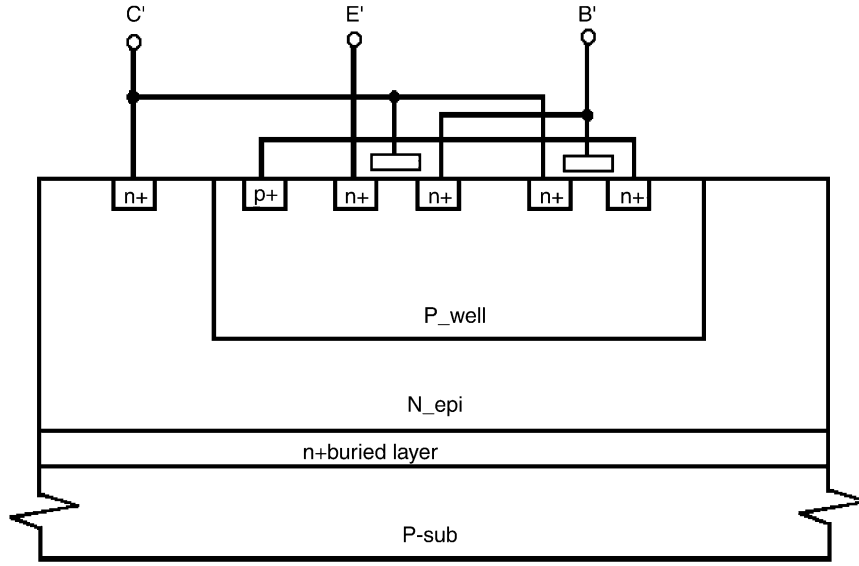 C' E' B'
n+ p+ n+ n+ n+ n+
P_well
N_epi
n+buried layer
P-sub